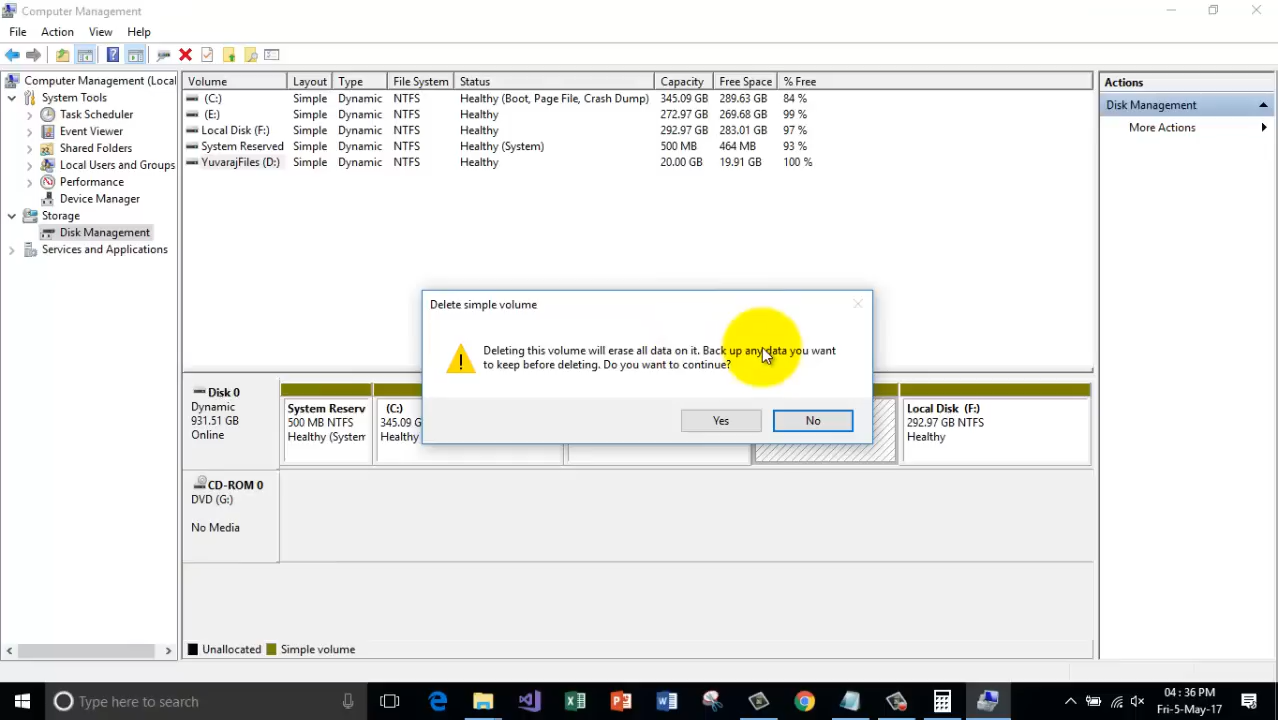 Computer Management
File Action View Help
Computer Management (Local
System Tools
Task Scheduler
Event Viewer
Shared Folders
Local Users and Groups
Performance
Device Manager
Storage
Disk Management
Services and Applications
Volume Layout Type File System Status Capacity Free Space % Free
(C:) Simple Dynamic NTFS Healthy (Boot, Page File, Crash Dump) 345.09 GB 289.63 GB 84 %
(E:) Simple Dynamic NTFS Healthy 272.97 GB 269.68 GB 99 %
Local Disk (F:) Simple Dynamic NTFS Healthy 292.97 GB 283.01 GB 97 %
System Reserved Simple Dynamic NTFS Healthy (System) 500 MB 464 MB 93 %
YuvarajFiles (D:) Simple Dynamic NTFS Healthy 20.00 GB 19.91 GB 100 %
Actions
Disk Management
More Actions
Delete simple volume
Deleting this volume will erase all data on it. Back up any data you want
to keep before deleting. Do you want to continue?
Yes No
Disk 0
Dynamic
931.51 GB
Online
System Reserv
500 MB NTFS
Healthy (System
(C:)
345.09 G
Healthy
Local Disk (F:)
292.97 GB NTFS
Healthy
CD-ROM 0
DVD (G:)
No Media
Unallocated Simple volume
Type here to search
04 : 36 PM
Fri-5-May-17